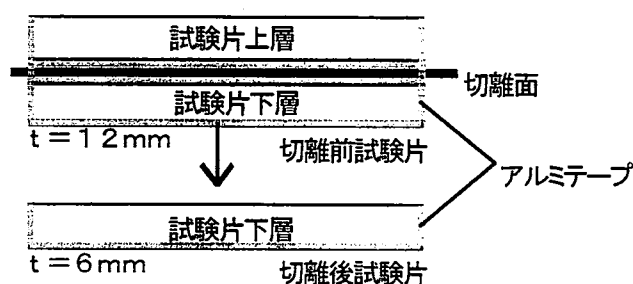 試験片上層
切離面
試験片下層
t＝12mm
切離前試験片
アルミテープ
試験片下層
t＝6mm
切離後試験片